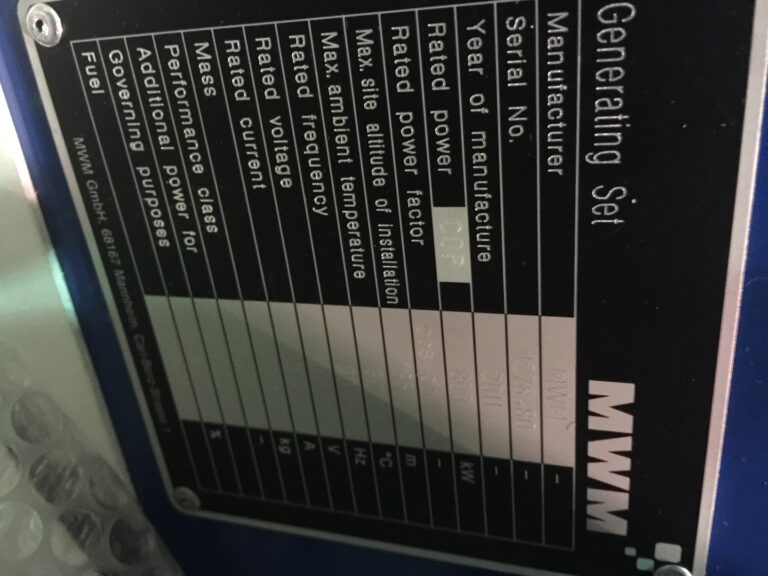 Generating Set MWM
Manufacturer MWM -
Serial No. -
Year of manufacture -
Rated power COP kW
Rated power factor -
Max. site altitude of installation m
Max. ambient temperature °C
Rated frequency Hz
Rated voltage V
Rated current A
Mass kg
Performance class -
Additional power for
Governing purposes %
Fuel
MWM GmbH, 68167 Mannheim, Carl-Benz-Strasse 1